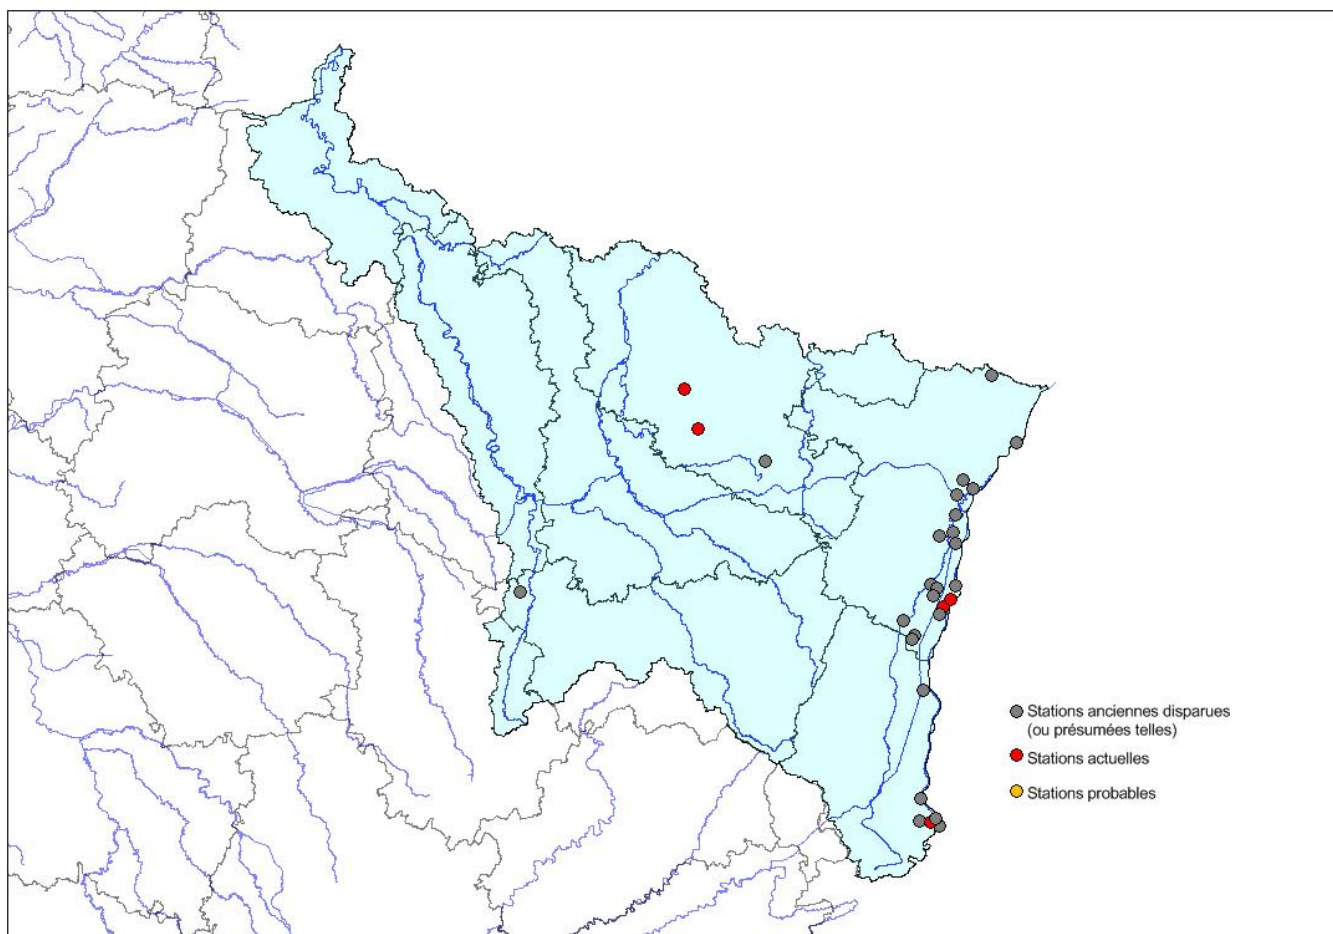 Stations anciennes disparues
(ou présumées telles)
Stations actuelles
Stations probables